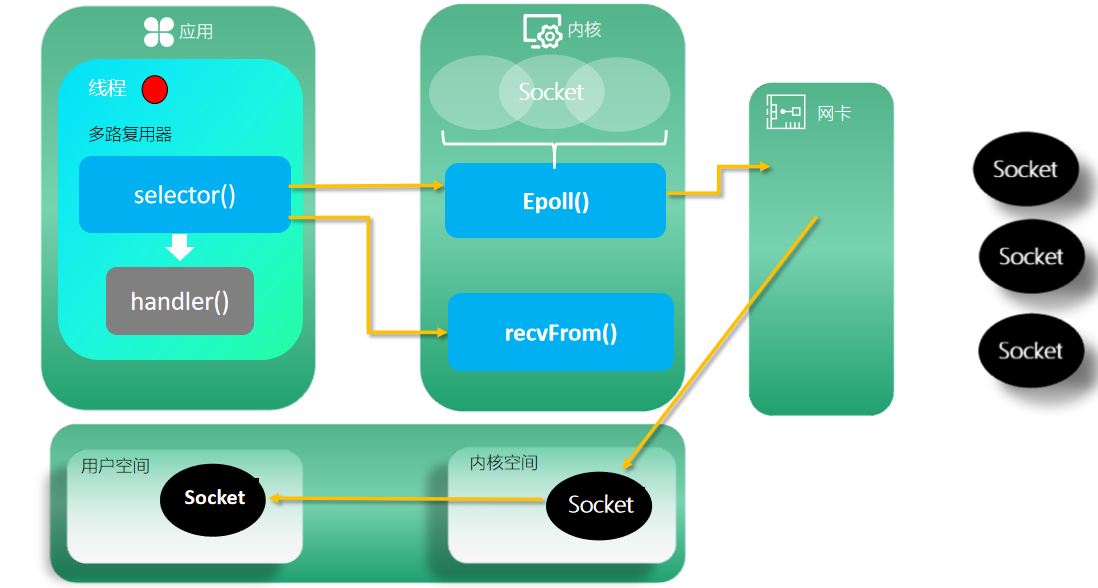 应用
线程
多路复用器
selector()
handler()
内核
Socket
Epoll()
recvFrom()
网卡
Socket
Socket
Socket
用户空间
Socket
内核空间
Socket